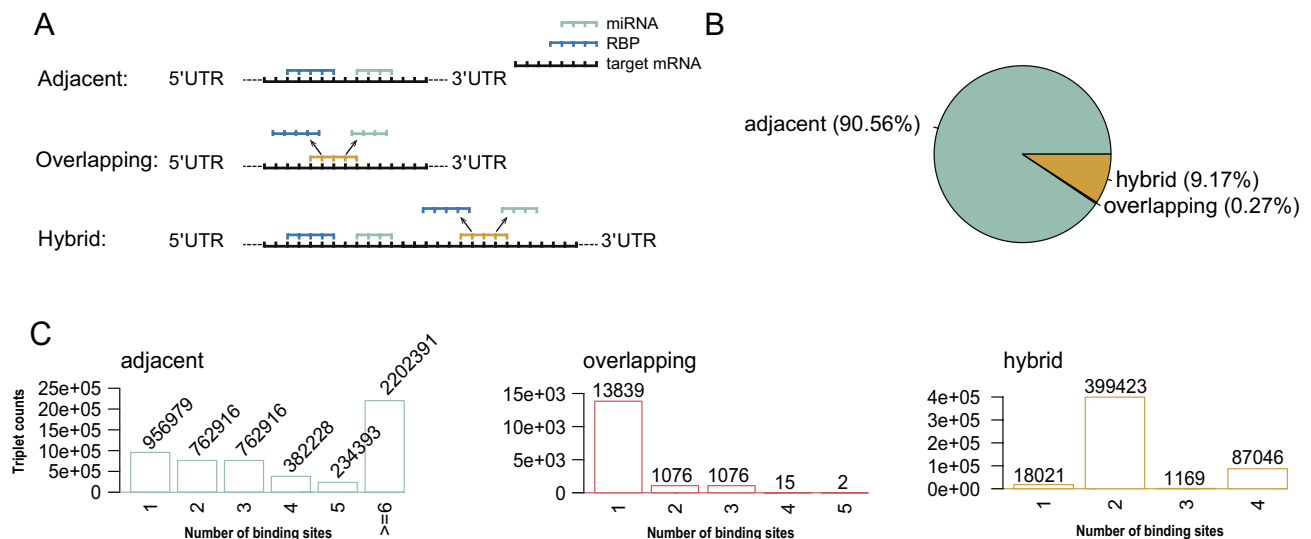 A
miRNA
RBP
target mRNA
Adjacent: 5'UTR 3'UTR
Overlapping: 5'UTR 3'UTR
Hybrid: 5'UTR 3'UTR
B
adjacent (90.56%)
hybrid (9.17%)
overlapping (0.27%)
C
adjacent
Triplet counts
25e+05
20e+05
15e+05
10e+05
5e+05
0
956979 762916 762916 382228 234393 2202391
1 2 3 4 5 >=6
Number of binding sites
overlapping
15e+03
10e+03
5e+03
0
13839 1076 1076 15 2
1 2 3 4 5
Number of binding sites
hybrid
4e+05
3e+05
2e+05
1e+05
0e+00
18021 399423 1169 87046
1 2 3 4
Number of binding sites